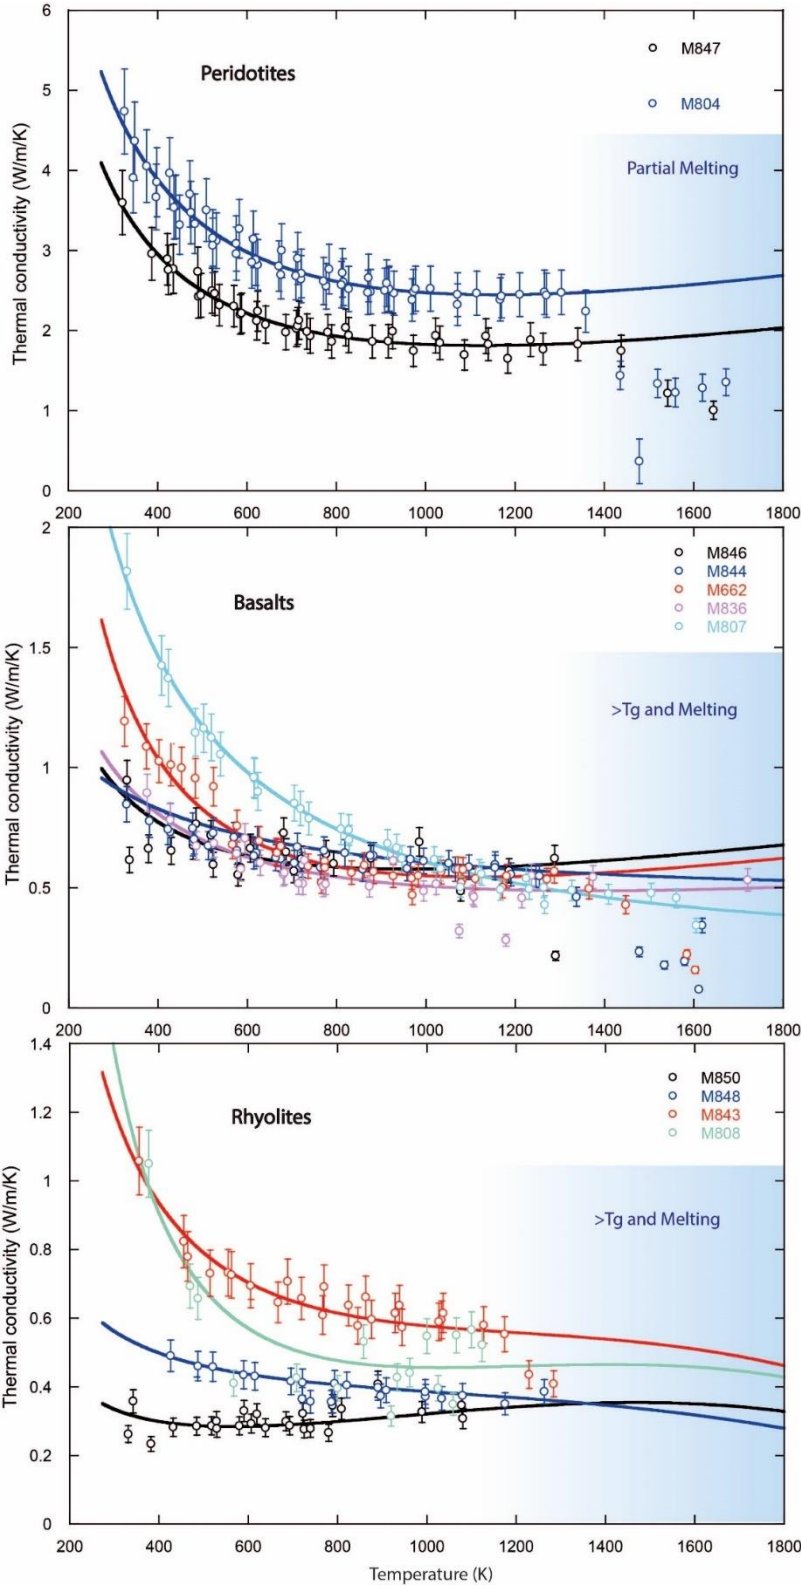 6
5
4
3
2
1
0
Thermal conductivity (W/m/K)
Peridotites
M847
M804
Partial Melting
200 400 600 800 1000 1200 1400 1600 1800
2
1.5
1
0.5
0
Thermal conductivity (W/m/K)
Basalts
M846
M844
M662
M836
M807
>Tg and Melting
200 400 600 800 1000 1200 1400 1600 1800
1.4
1.2
1
0.8
0.6
0.4
0.2
0
Thermal conductivity (W/m/K)
Rhyolites
M850
M848
M843
M808
>Tg and Melting
200 400 600 800 1000 1200 1400 1600 1800
Temperature (K)